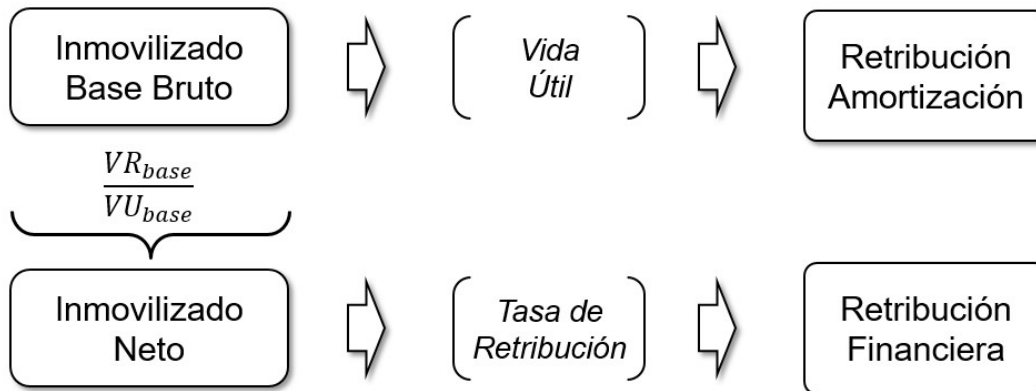 Inmovilizado
Base Bruto
Vida
Útil
Retribución
Amortización
VR_base
VU_base
Inmovilizado
Neto
Tasa de
Retribución
Retribución
Financiera